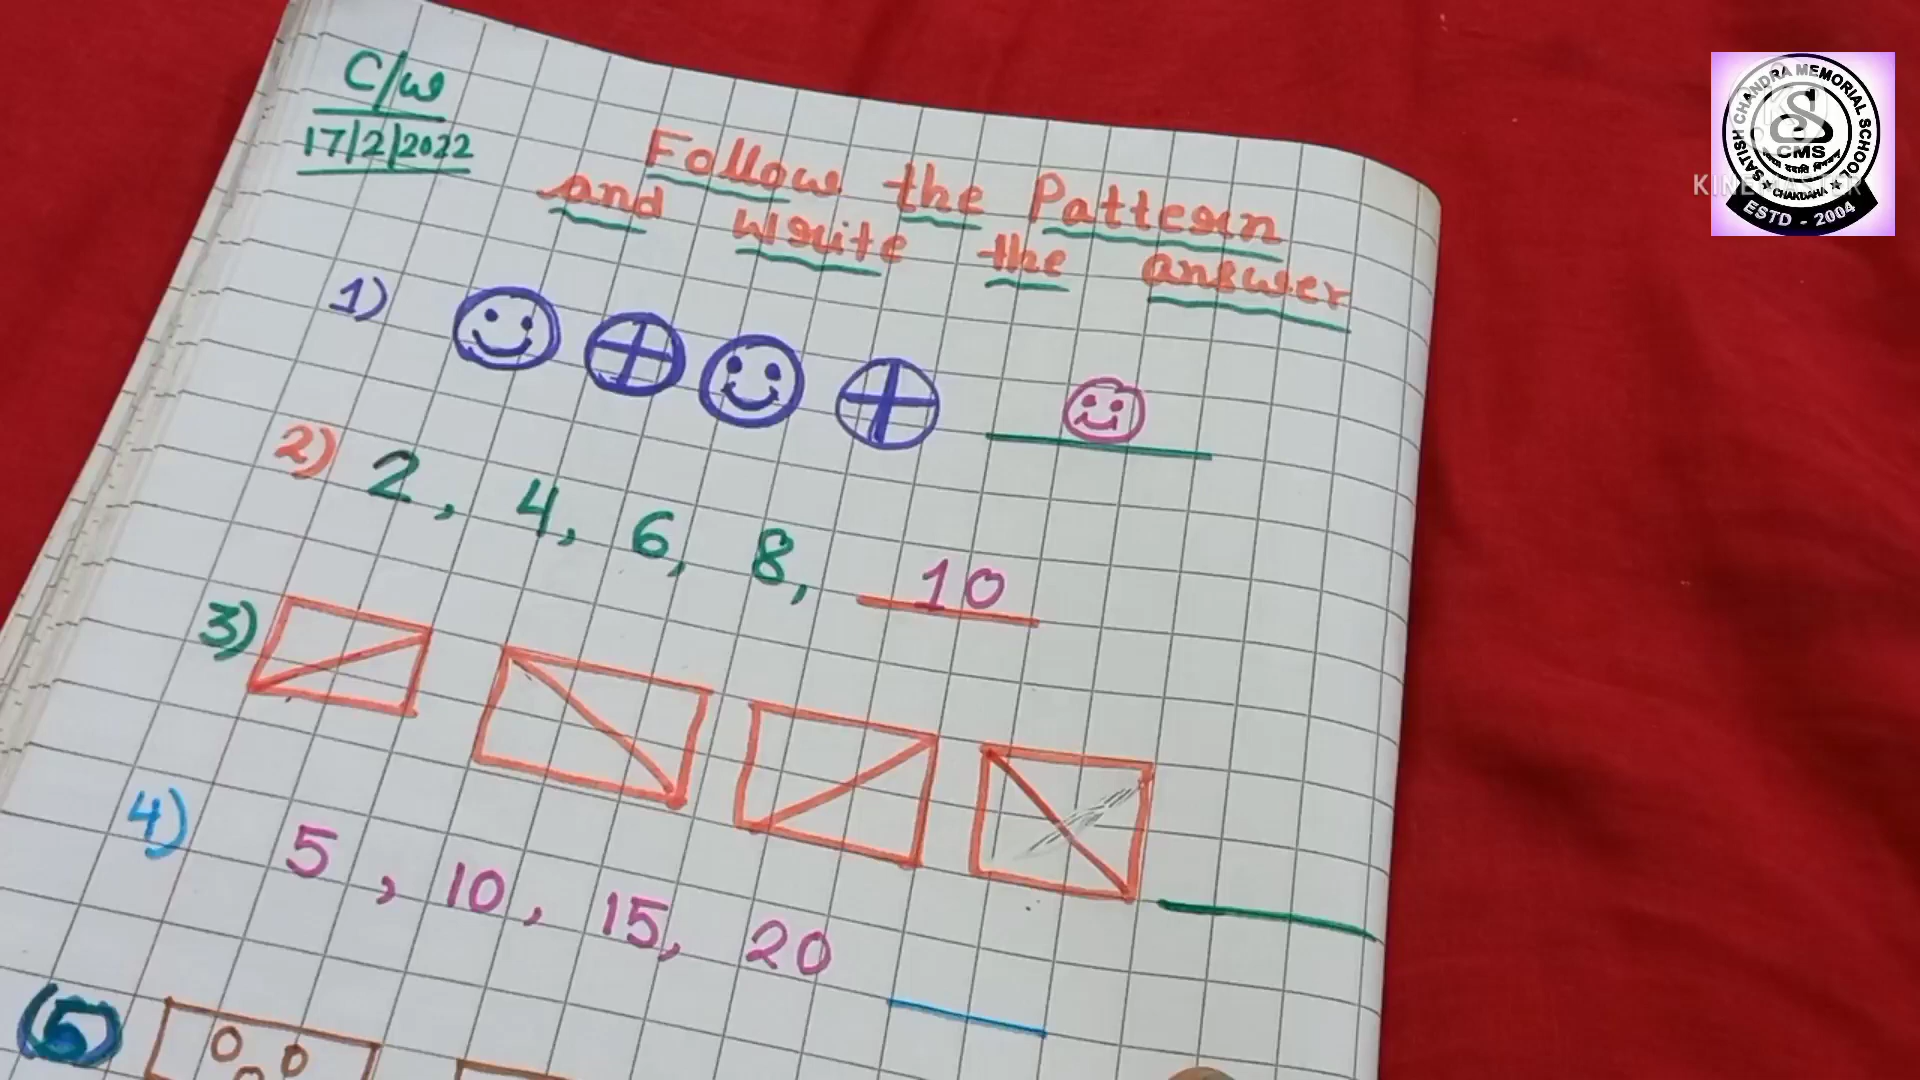 C/W
17/2/2022
Follow the Pattern
and write the answer
1)
2) 2, 4, 6, 8, 10
3)
4) 5, 10, 15, 20
(5)
SATISH CHANDRA MEMORIAL SCHOOL
S
CMS
CHAKDAHA
ESTD - 2004